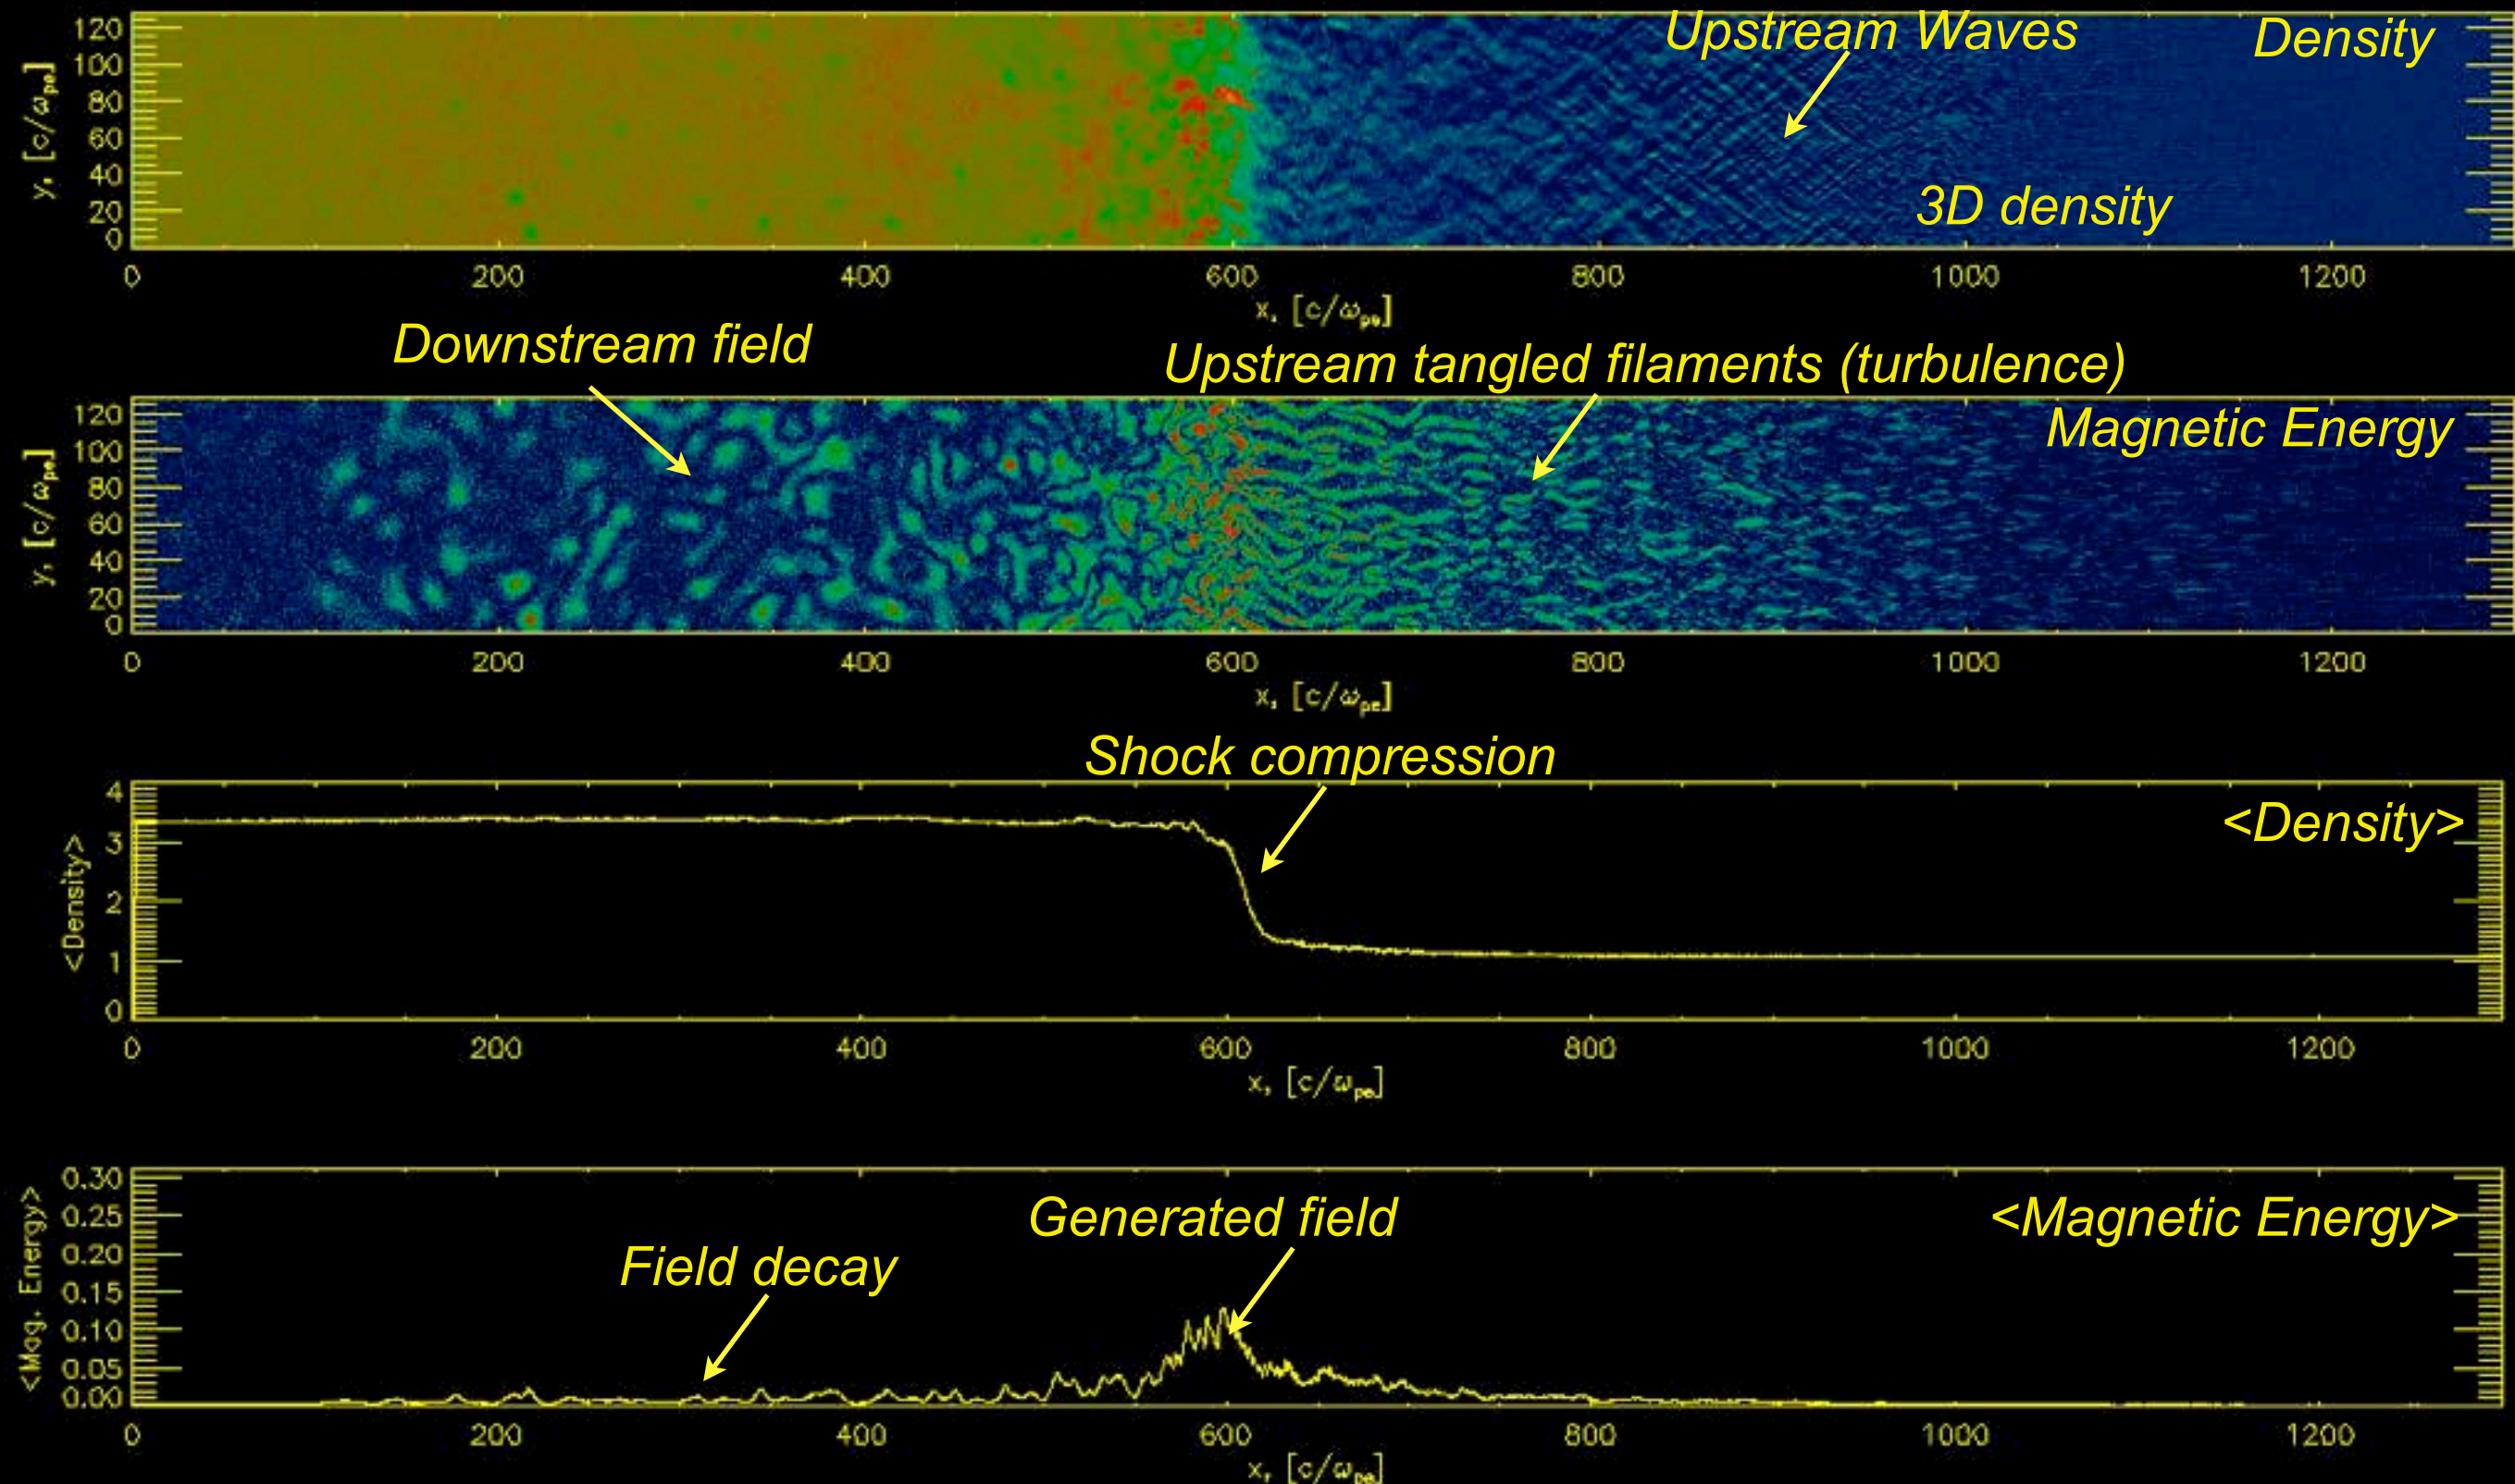 Upstream Waves
Density
3D density
120
100
80
60
40
20
0
y, [c/ωpe]
0 200 400 600 800 1000 1200
x, [c/ωpe]
Downstream field
Upstream tangled filaments (turbulence)
Magnetic Energy
120
100
80
60
40
20
0
y, [c/ωpe]
0 200 400 600 800 1000 1200
x, [c/ωpe]
Shock compression
<Density>
4
3
2
1
0
<Density>
0 200 400 600 800 1000 1200
x, [c/ωpe]
Generated field
<Magnetic Energy>
Field decay
0.30
0.25
0.20
0.15
0.10
0.05
0.00
<Mag. Energy>
0 200 400 600 800 1000 1200
x, [c/ωpe]